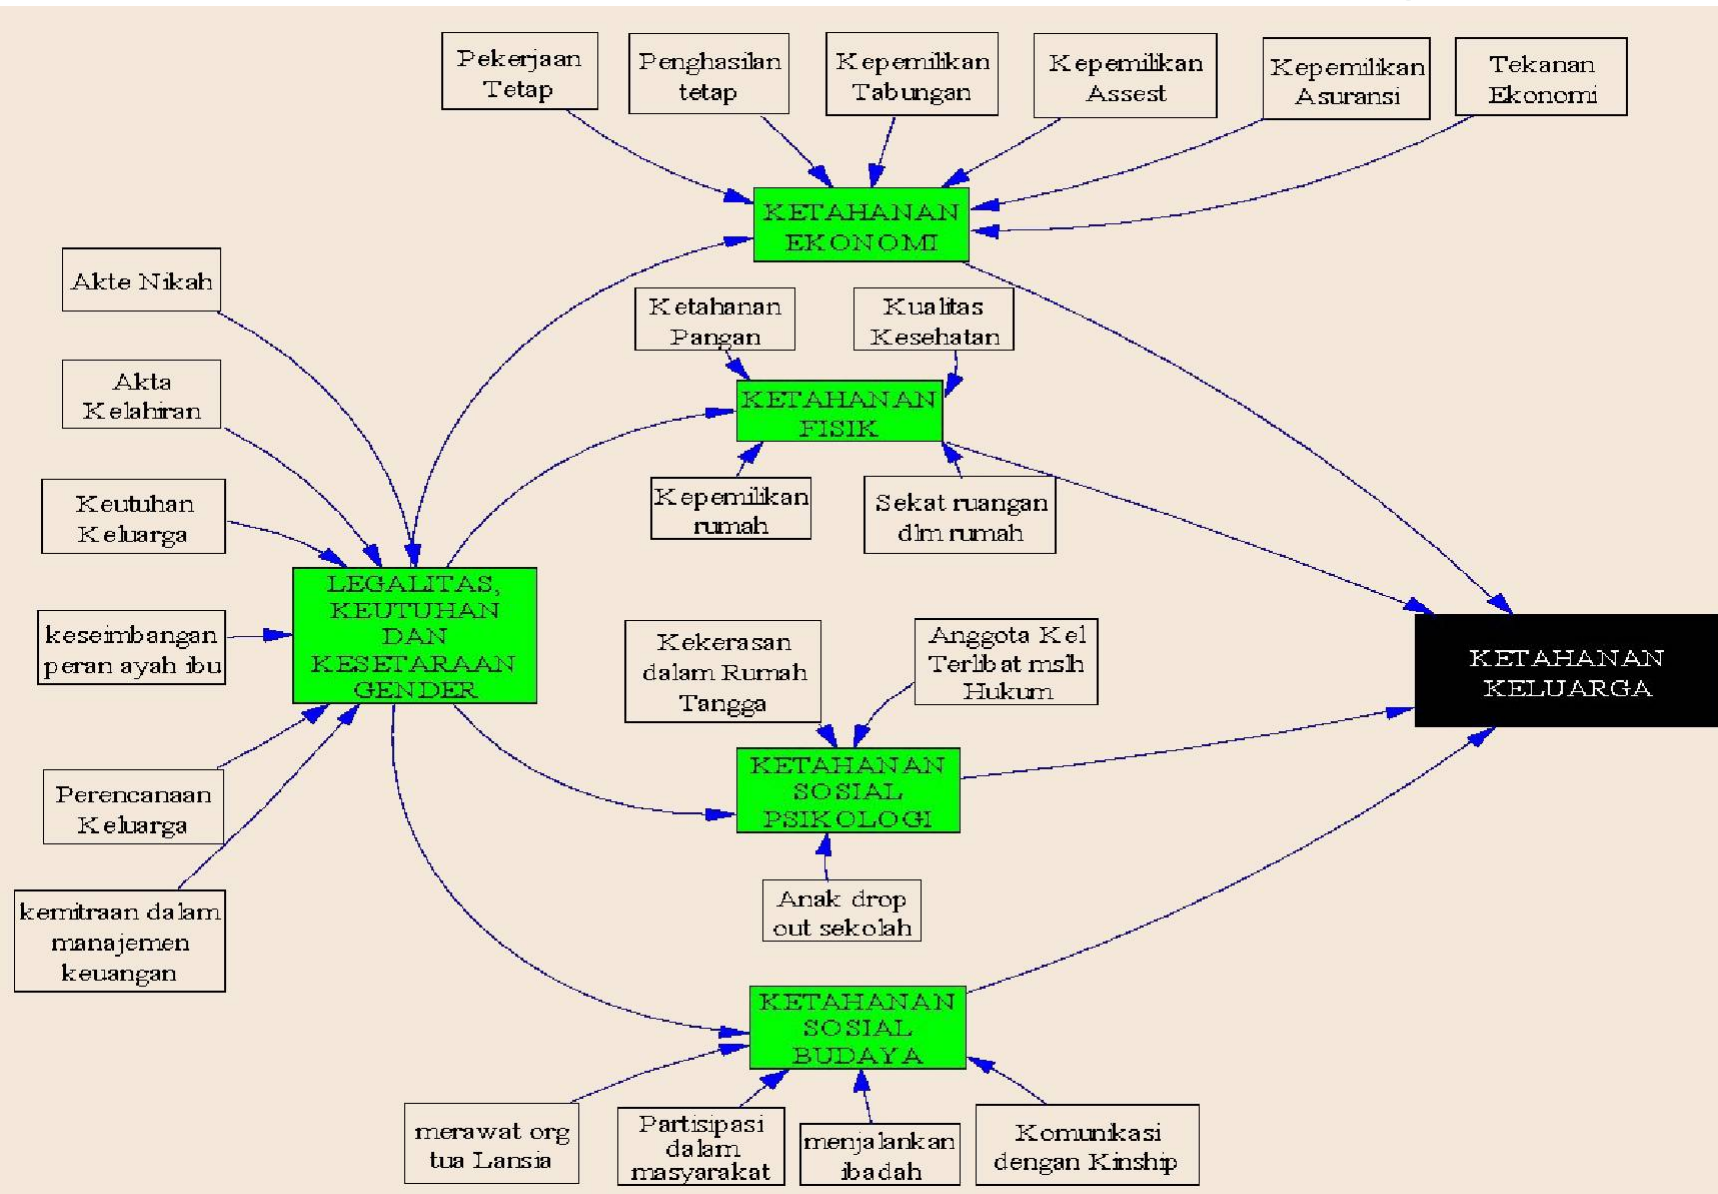 Pekerjaan
Tetap
Penghasilan
tetap
Kepemilikan
Tabungan
Kepemilikan
Assest
Kepemilikan
Asuransi
Tekanan
Ekonomi
KETAHANAN
EKONOMI
Akte Nikah
Ketahanan
Pangan
Kualitas
Kesehatan
Akta
Kelahiran
KETAHANAN
FISIK
Keutuhan
Keluarga
Kepemilikan
rumah
Sekat ruangan
dlm rumah
LEGALITAS,
KEUTUHAN
DAN
KESETARAAN
GENDER
keseimbangan
peran ayah ibu
Kekerasan
dalam Rumah
Tangga
Anggota Kel
Terlibat mslh
Hukum
KETAHANAN
KELUARGA
KETAHANAN
SOSIAL
PSIKOLOGI
Perencanaan
Keluarga
Anak drop
out sekolah
kemitraan dalam
manajemen
keuangan
KETAHANAN
SOSIAL
BUDAYA
merawat org
tua Lansia
Partisipasi
dalam
masyarakat
menjalankan
ibadah
Komunikasi
dengan Kinship